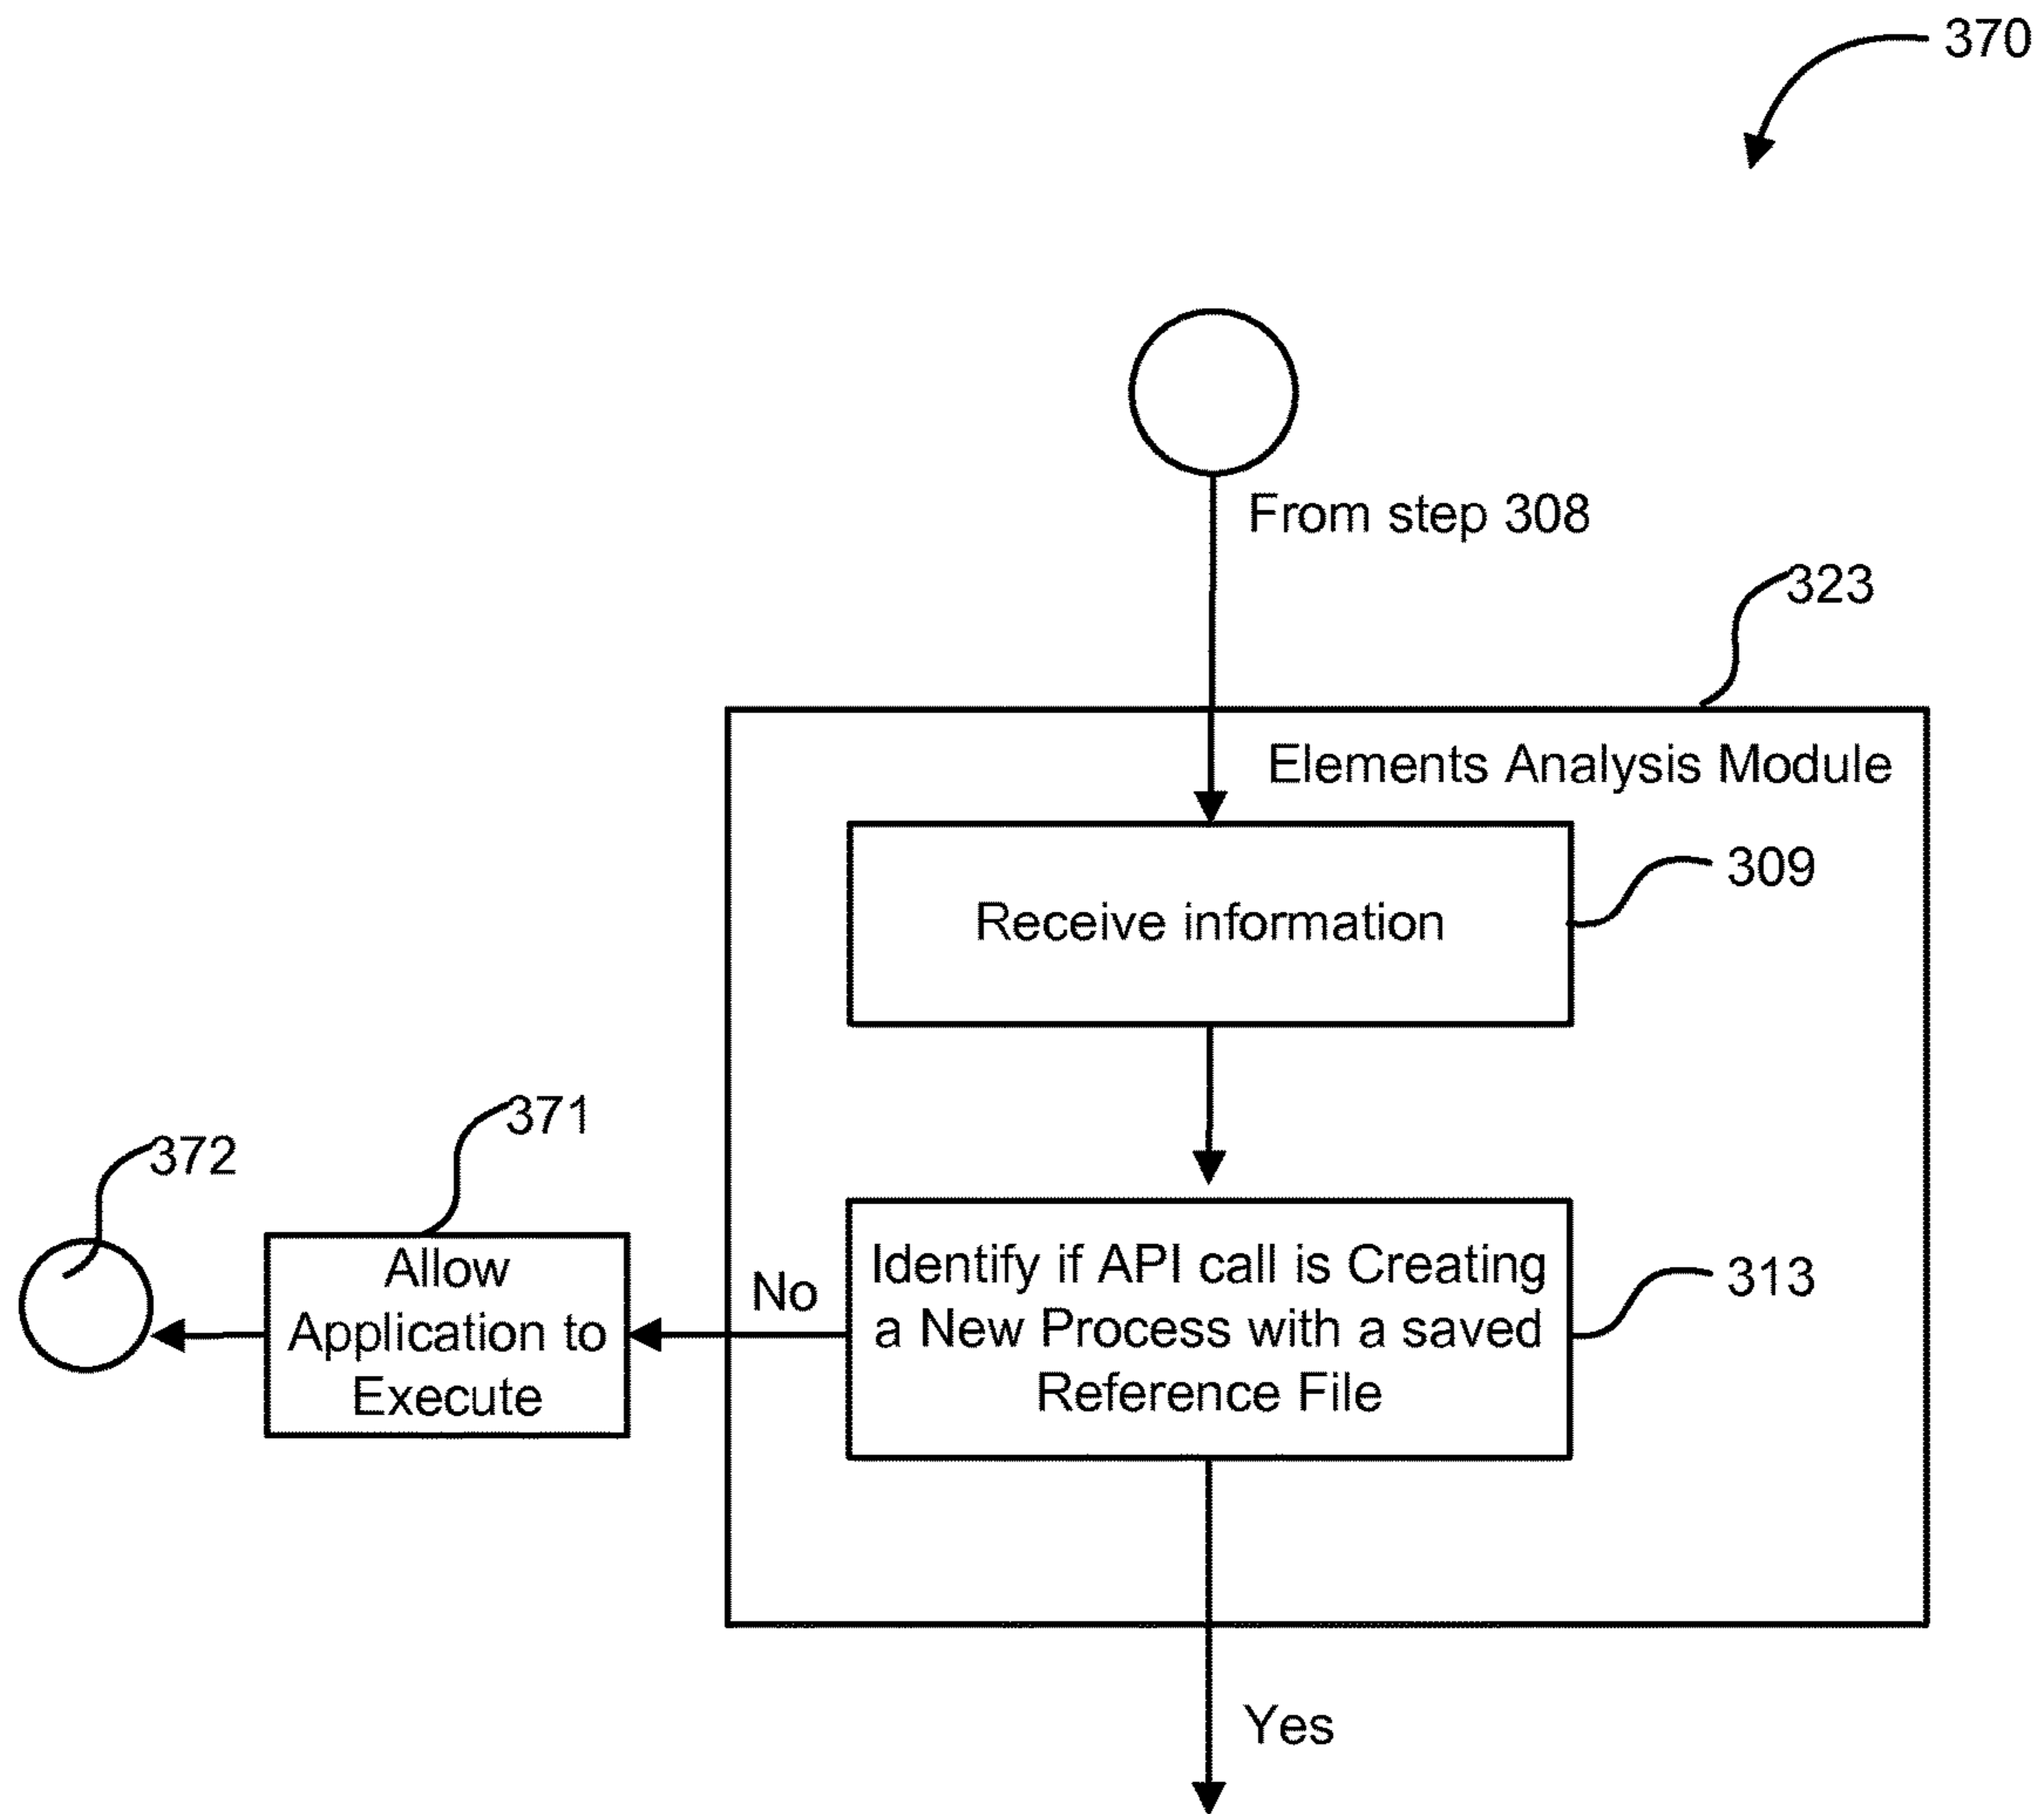 370
From step 308
323
Elements Analysis Module
309
Receive information
371
372
Allow
Application to
Execute
No
Identify if API call is Creating
a New Process with a saved
Reference File
313
Yes